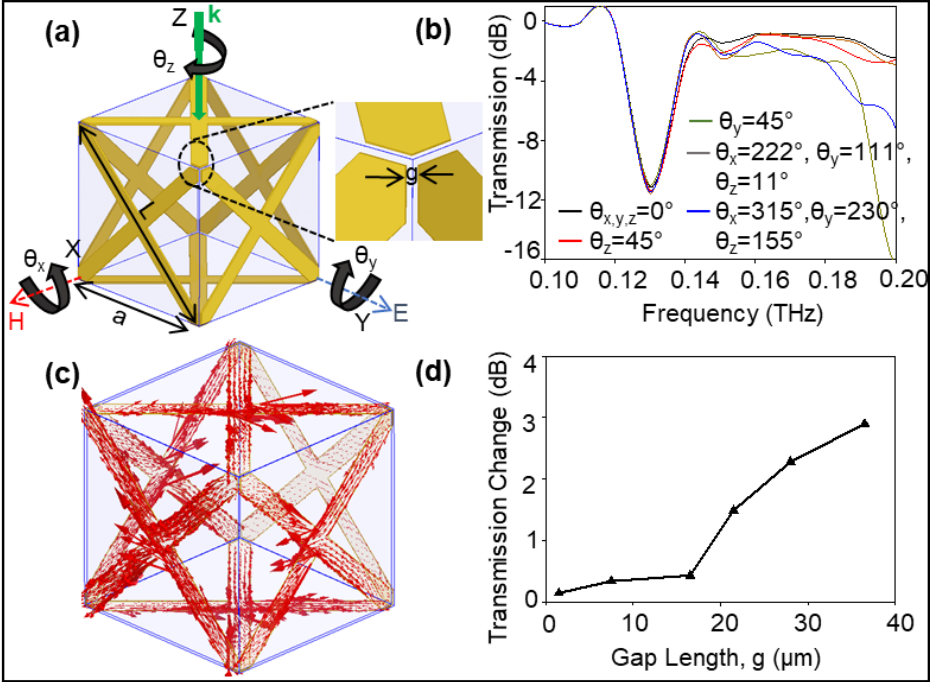 (a)
Z
k
θz
g
θx
X
H
a
θy
Y
E
(b)
Transmission (dB)
0
-4
-8
-12
-16
0.10 0.12 0.14 0.16 0.18 0.20
Frequency (THz)
θy=45°
θx=222°, θy=111°,
θz=11°
θx,y,z=0°
θx=315°,θy=230°,
θz=45°
θz=155°
(c)
(d)
Transmission Change (dB)
4
3
2
1
0
0 10 20 30 40
Gap Length, g (µm)